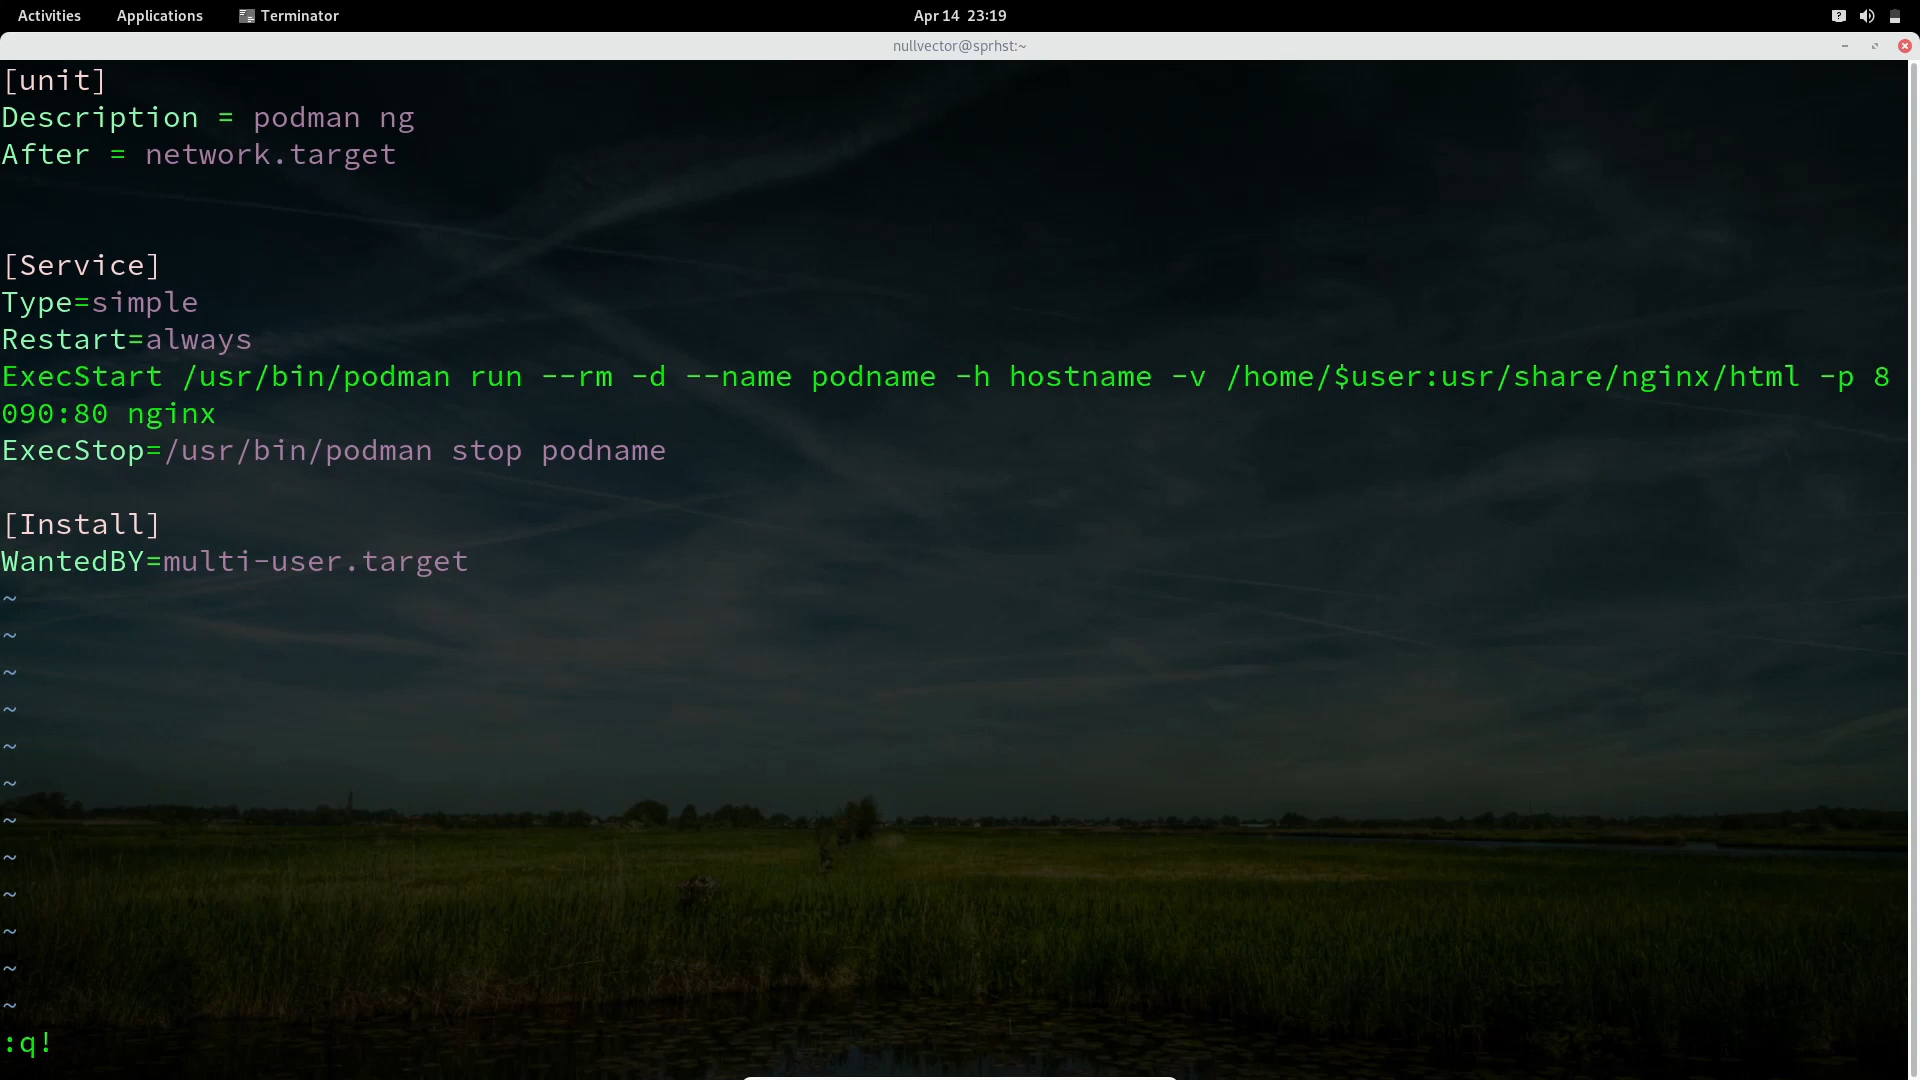 Activities Applications Terminator Apr 14 23:19
nullvector@sprhst:~
[unit]
Description = podman ng
After = network.target
[Service]
Type=simple
Restart=always
ExecStart /usr/bin/podman run --rm -d --name podname -h hostname -v /home/$user:usr/share/nginx/html -p 8
090:80 nginx
ExecStop=/usr/bin/podman stop podname
[Install]
WantedBY=multi-user.target
~
~
~
~
~
~
~
~
~
~
~
~
:q!